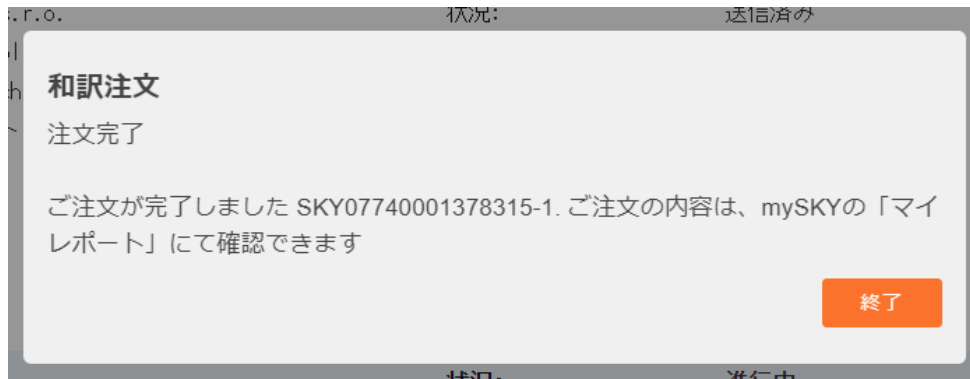 s.r.o. 状況: 送信済み
和訳注文
注文完了
ご注文が完了しました SKY07740001378315-1. ご注文の内容は、mySKYの「マイ
レポート」にて確認できます
終了
状況: 進行中